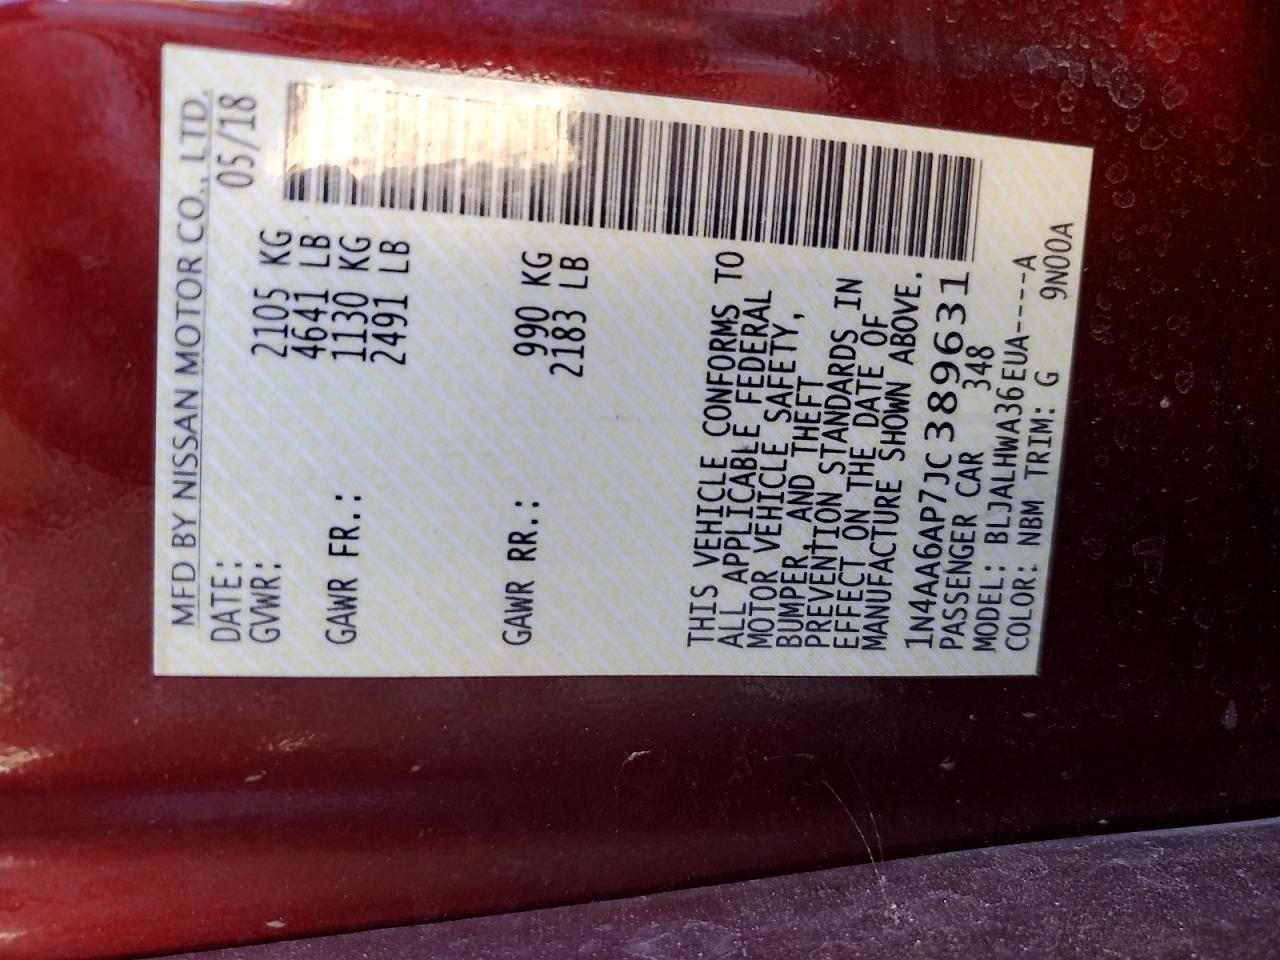 MFD BY NISSAN MOTOR CO., LTD.
DATE: 05/18
GVWR: 2105 KG
4641 LB
GAWR FR.: 1130 KG
2491 LB
GAWR RR.: 990 KG
2183 LB
THIS VEHICLE CONFORMS TO
ALL APPLICABLE FEDERAL
MOTOR VEHICLE SAFETY,
BUMPER, AND THEFT
PREVENTION STANDARDS IN
EFFECT ON THE DATE OF
MANUFACTURE SHOWN ABOVE.
1N4AA6AP7JC389631
PASSENGER CAR 348
MODEL: BLJALHWA36EUA----A
COLOR: NBM TRIM: G 9N00A